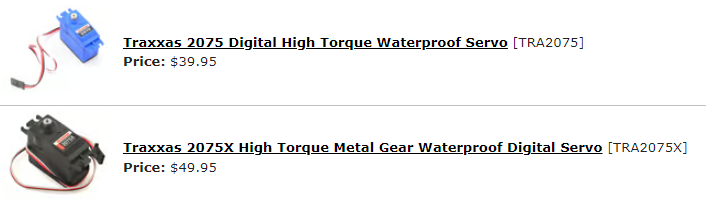 Traxxas 2075 Digital High Torque Waterproof Servo [TRA2075]
Price: $39.95
Traxxas 2075X High Torque Metal Gear Waterproof Digital Servo [TRA2075X]
Price: $49.95